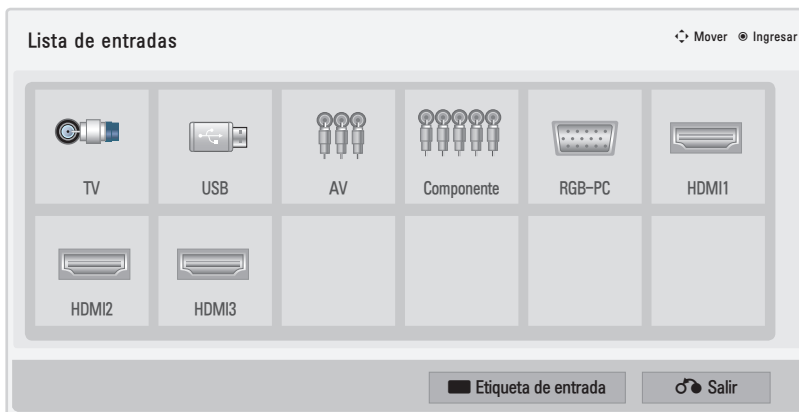 Lista de entradas
Mover Ingresar
TV USB AV Componente RGB-PC HDMI1
HDMI2 HDMI3
Etiqueta de entrada Salir